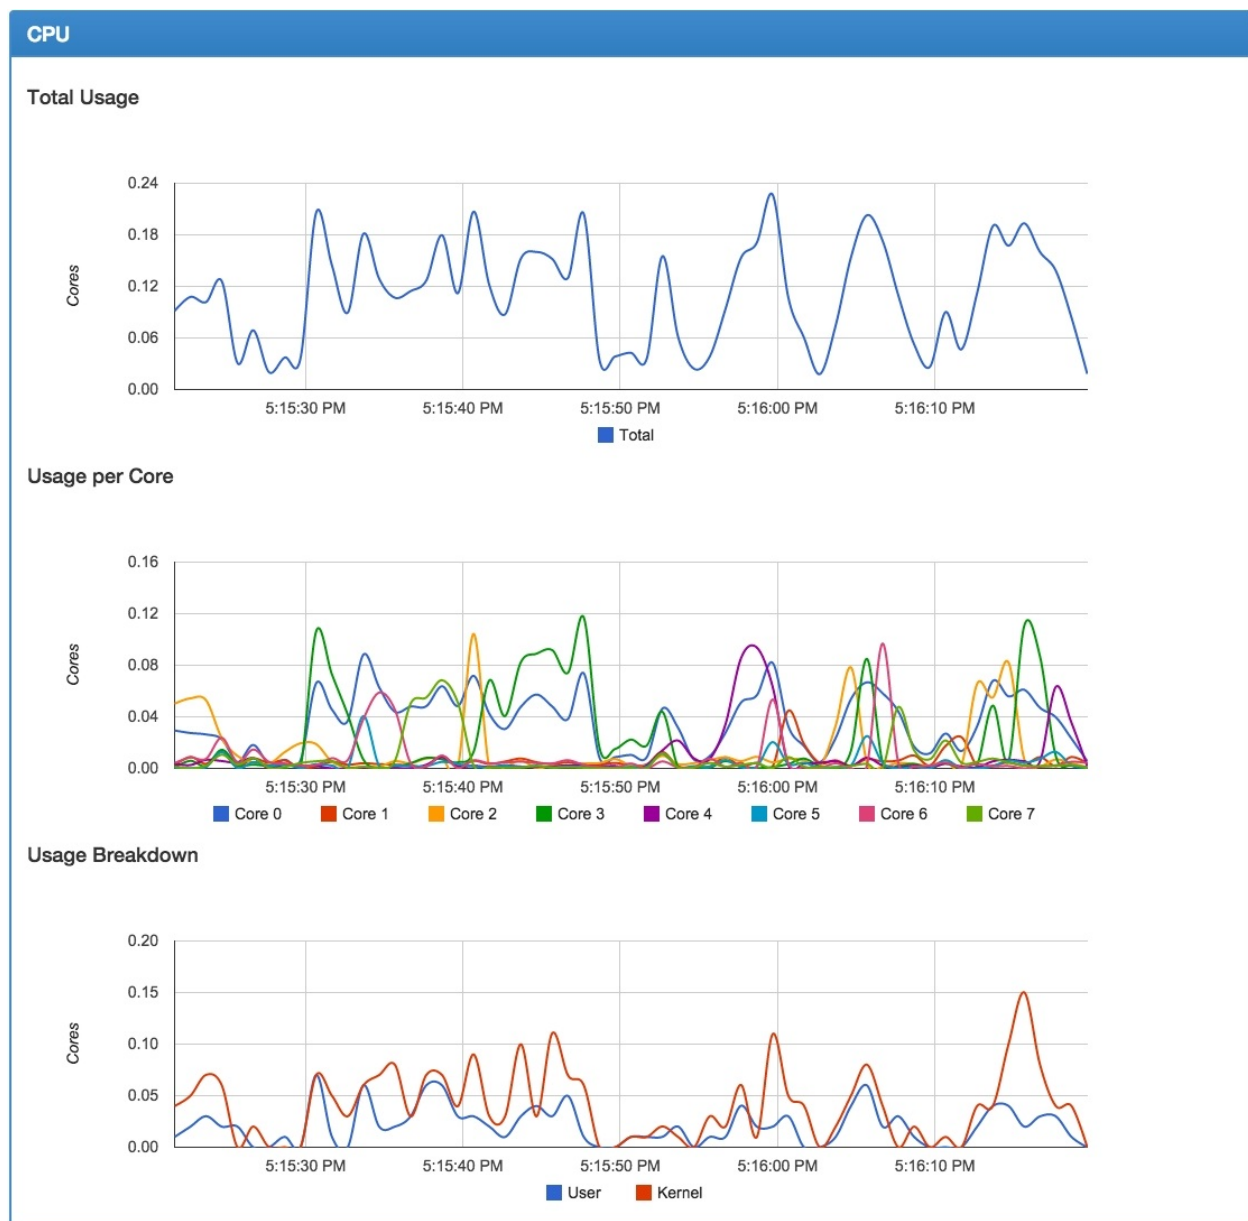 CPU
Total Usage
0.24
0.18
0.12
0.06
0.00
Cores
5:15:30 PM 5:15:40 PM 5:15:50 PM 5:16:00 PM 5:16:10 PM
Total
Usage per Core
0.16
0.12
0.08
0.04
0.00
Cores
5:15:30 PM 5:15:40 PM 5:15:50 PM 5:16:00 PM 5:16:10 PM
Core 0 Core 1 Core 2 Core 3 Core 4 Core 5 Core 6 Core 7
Usage Breakdown
0.20
0.15
0.10
0.05
0.00
Cores
5:15:30 PM 5:15:40 PM 5:15:50 PM 5:16:00 PM 5:16:10 PM
User Kernel